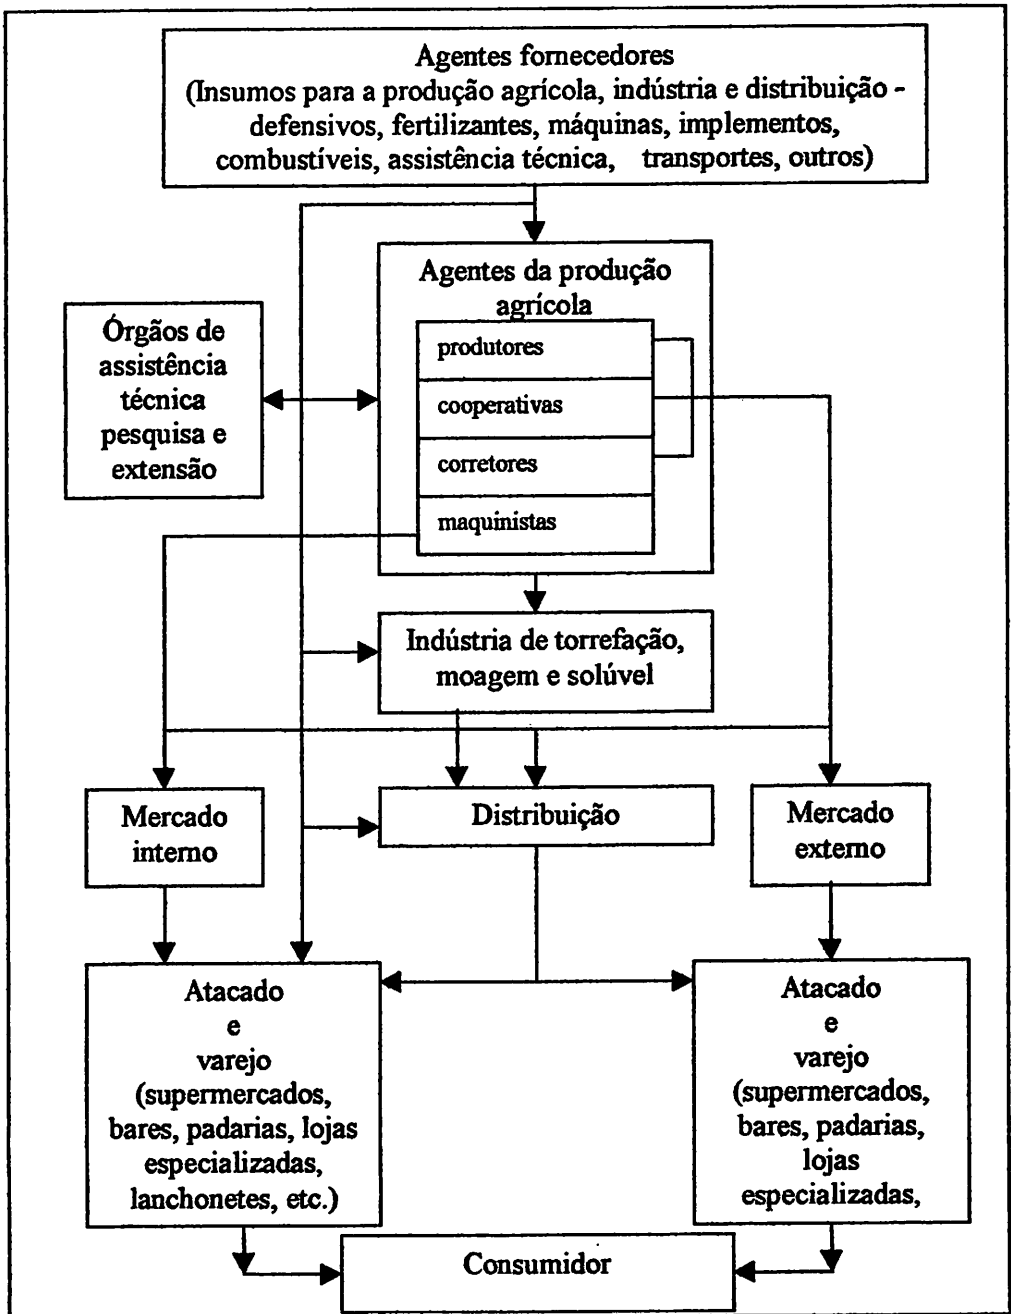 Agentes fornecedores
(Insumos para a produção agrícola, indústria e distribuição -
defensivos, fertilizantes, máquinas, implementos,
combustíveis, assistência técnica, transportes, outros)
Agentes da produção
agrícola
produtores
cooperativas
corretores
maquinistas
Órgãos de
assistência
técnica
pesquisa e
extensão
Indústria de torrefação,
moagem e solúvel
Mercado
interno
Distribuição
Mercado
externo
Atacado
e
varejo
(supermercados,
bares, padarias, lojas
especializadas,
lanchonetes, etc.)
Atacado
e
varejo
(supermercados,
bares, padarias,
lojas
especializadas,
Consumidor